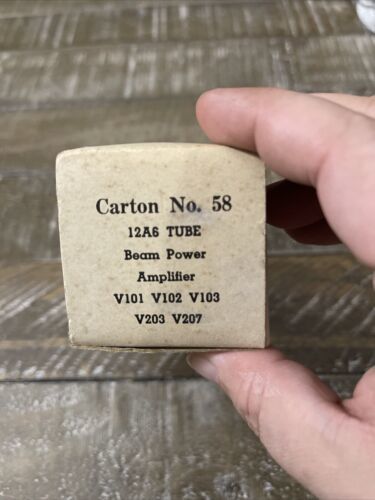 Carton No. 58
12A6 TUBE
Beam Power
Amplifier
V101 V102 V103
V203 V207